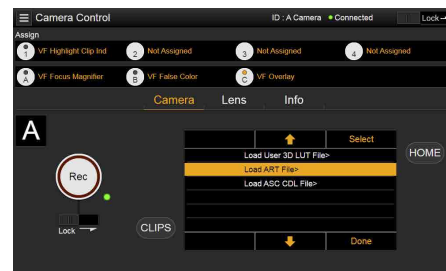 Camera Control ID : A Camera Connected Lock
Assign
1 VF Highlight Clip Ind 2 Not Assigned 3 Not Assigned 4 Not Assigned
A VF Focus Magnifier B VF False Color C VF Overlay
Camera Lens Info
A
Select
Load User 3D LUT File>
HOME
Load ART File>
Rec
Load ASC CDL File>
Lock
CLIPS
Done